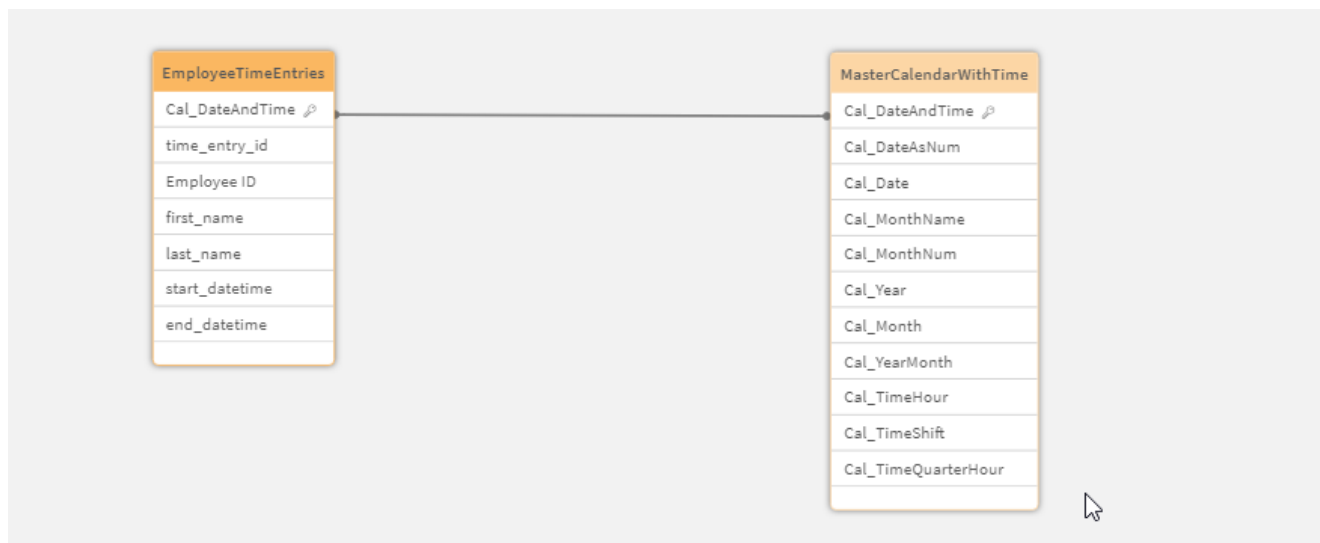 EmployeeTimeEntries
Cal_DateAndTime
time_entry_id
Employee ID
first_name
last_name
start_datetime
end_datetime
MasterCalendarWithTime
Cal_DateAndTime
Cal_DateAsNum
Cal_Date
Cal_MonthName
Cal_MonthNum
Cal_Year
Cal_Month
Cal_YearMonth
Cal_TimeHour
Cal_TimeShift
Cal_TimeQuarterHour